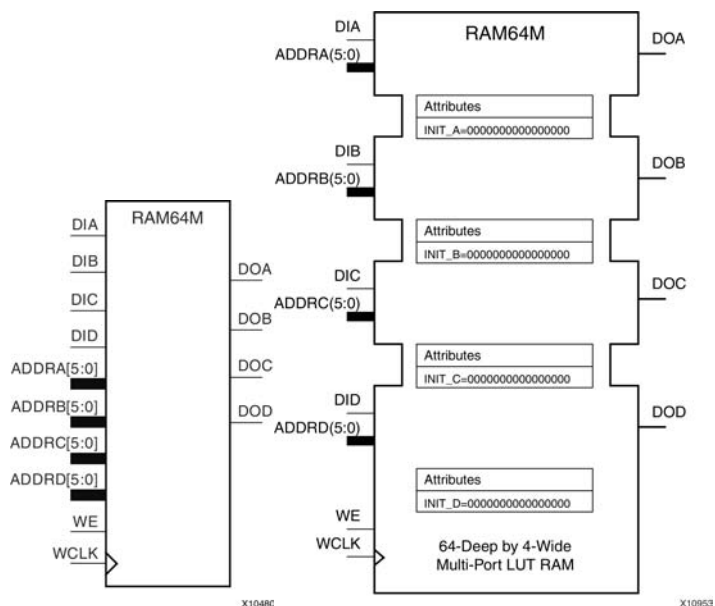 RAM64M
DIA
DIB
DIC
DID
ADDRA[5:0]
ADDRB[5:0]
ADDRC[5:0]
ADDRD[5:0]
WE
WCLK
DOA
DOB
DOC
DOD
X10480
RAM64M
DIA
ADDRA(5:0)
DOA
Attributes
INIT_A=0000000000000000
DIB
ADDRB(5:0)
DOB
Attributes
INIT_B=0000000000000000
DIC
ADDRC(5:0)
DOC
Attributes
INIT_C=0000000000000000
DID
ADDRD(5:0)
DOD
Attributes
INIT_D=0000000000000000
WE
WCLK
64-Deep by 4-Wide
Multi-Port LUT RAM
X10953